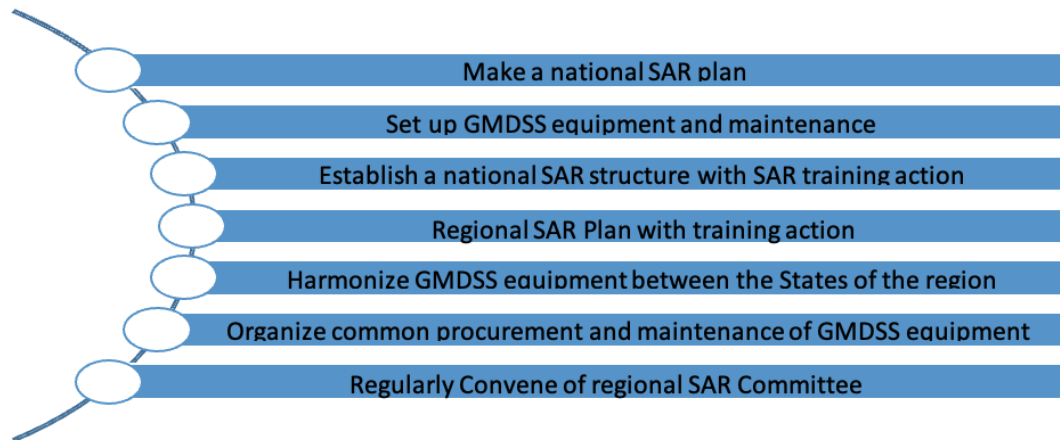 Make a national SAR plan
Set up GMDSS equipment and maintenance
Establish a national SAR structure with SAR training action
Regional SAR Plan with training action
Harmonize GMDSS equipment between the States of the region
Organize common procurement and maintenance of GMDSS equipment
Regularly Convene of regional SAR Committee